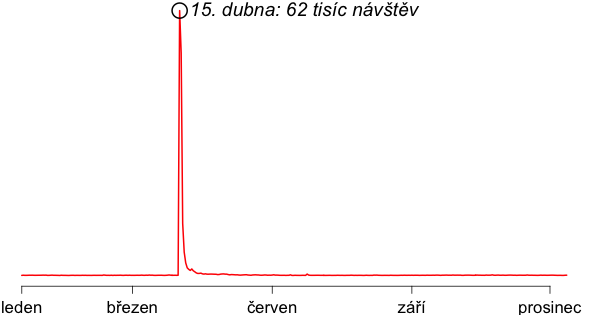 15. dubna: 62 tisíc návštěv
leden březen červen září prosinec